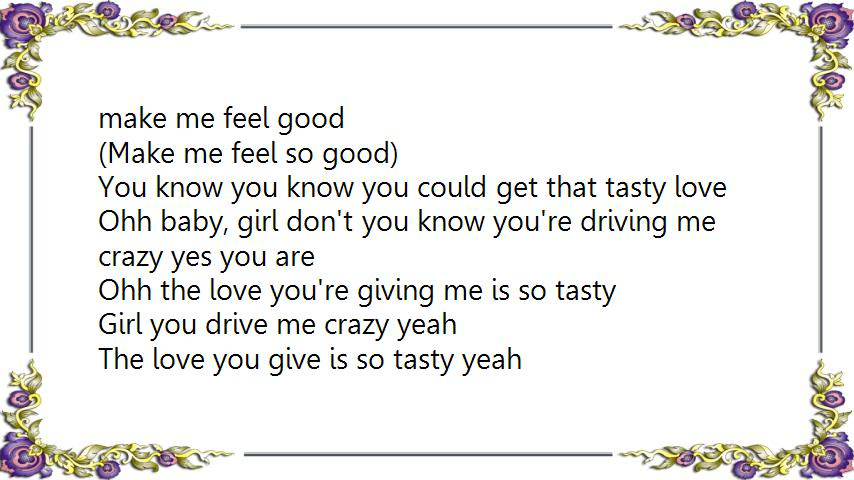 make me feel good
(Make me feel so good)
You know you know you could get that tasty love
Ohh baby, girl don't you know you're driving me
crazy yes you are
Ohh the love you're giving me is so tasty
Girl you drive me crazy yeah
The love you give is so tasty yeah